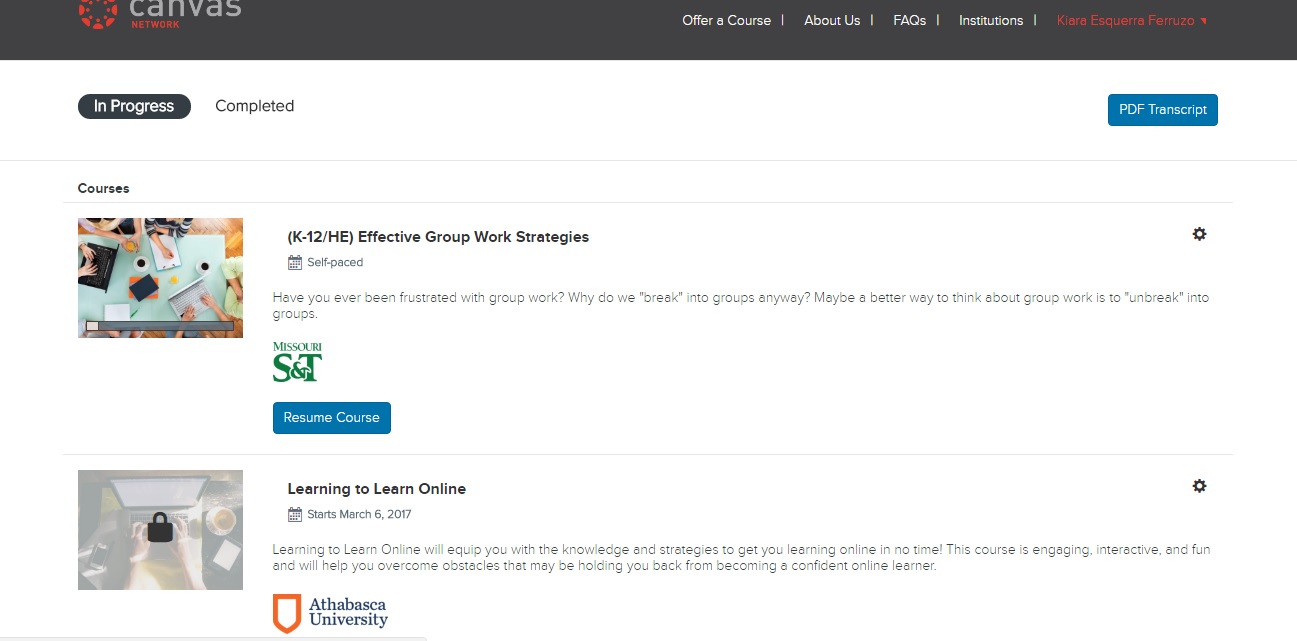 canvas
NETWORK
Offer a Course | About Us | FAQs | Institutions | Kiara Esquerra Ferruzo
In Progress Completed PDF Transcript
Courses
(K-12/HE) Effective Group Work Strategies
Self-paced
Have you ever been frustrated with group work? Why do we "break" into groups anyway? Maybe a better way to think about group work is to "unbreak" into
groups.
MISSOURI
S&T
Resume Course
Learning to Learn Online
Starts March 6, 2017
Learning to Learn Online will equip you with the knowledge and strategies to get you learning online in no time! This course is engaging, interactive, and fun
and will help you overcome obstacles that may be holding you back from becoming a confident online learner.
Athabasca
University